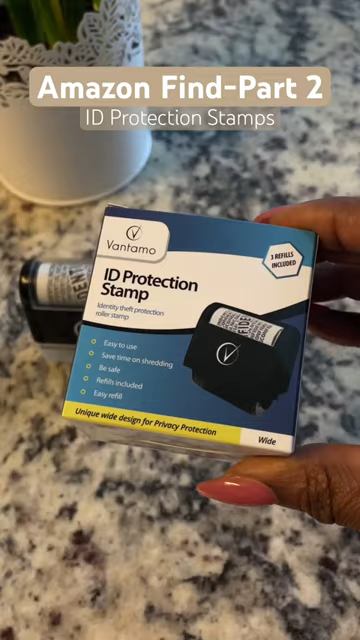 Amazon Find-Part 2
ID Protection Stamps
Vantamo
3 REFILLS
INCLUDED
ID Protection
Stamp
Identity theft protection
roller stamp
Easy to use
Save time on shredding
Be safe
Refills included
Easy refill
Unique wide design for Privacy Protection
Wide